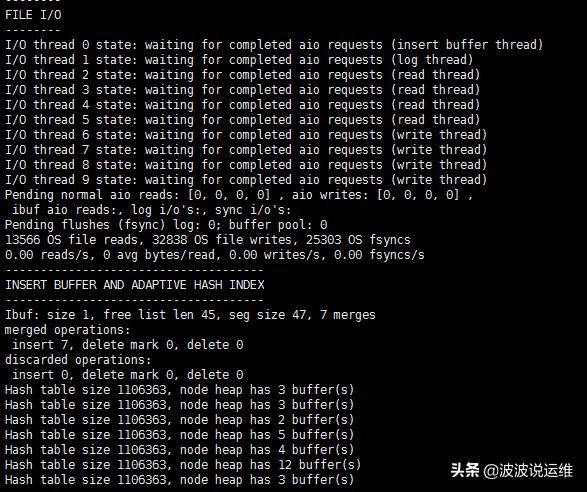 --------
FILE I/O
--------
I/O thread 0 state: waiting for completed aio requests (insert buffer thread)
I/O thread 1 state: waiting for completed aio requests (log thread)
I/O thread 2 state: waiting for completed aio requests (read thread)
I/O thread 3 state: waiting for completed aio requests (read thread)
I/O thread 4 state: waiting for completed aio requests (read thread)
I/O thread 5 state: waiting for completed aio requests (read thread)
I/O thread 6 state: waiting for completed aio requests (write thread)
I/O thread 7 state: waiting for completed aio requests (write thread)
I/O thread 8 state: waiting for completed aio requests (write thread)
I/O thread 9 state: waiting for completed aio requests (write thread)
Pending normal aio reads: [0, 0, 0, 0] , aio writes: [0, 0, 0, 0] ,
 ibuf aio reads:, log i/o's:, sync i/o's:
Pending flushes (fsync) log: 0; buffer pool: 0
13566 OS file reads, 32838 OS file writes, 25303 OS fsyncs
0.00 reads/s, 0 avg bytes/read, 0.00 writes/s, 0.00 fsyncs/s
-------------------------------------
INSERT BUFFER AND ADAPTIVE HASH INDEX
-------------------------------------
Ibuf: size 1, free list len 45, seg size 47, 7 merges
merged operations:
 insert 7, delete mark 0, delete 0
discarded operations:
 insert 0, delete mark 0, delete 0
Hash table size 1106363, node heap has 3 buffer(s)
Hash table size 1106363, node heap has 3 buffer(s)
Hash table size 1106363, node heap has 2 buffer(s)
Hash table size 1106363, node heap has 5 buffer(s)
Hash table size 1106363, node heap has 4 buffer(s)
Hash table size 1106363, node heap has 12 buffer(s)
Hash table size 1106363, node heap has 3 buffer(s)
头条 @波波说运维